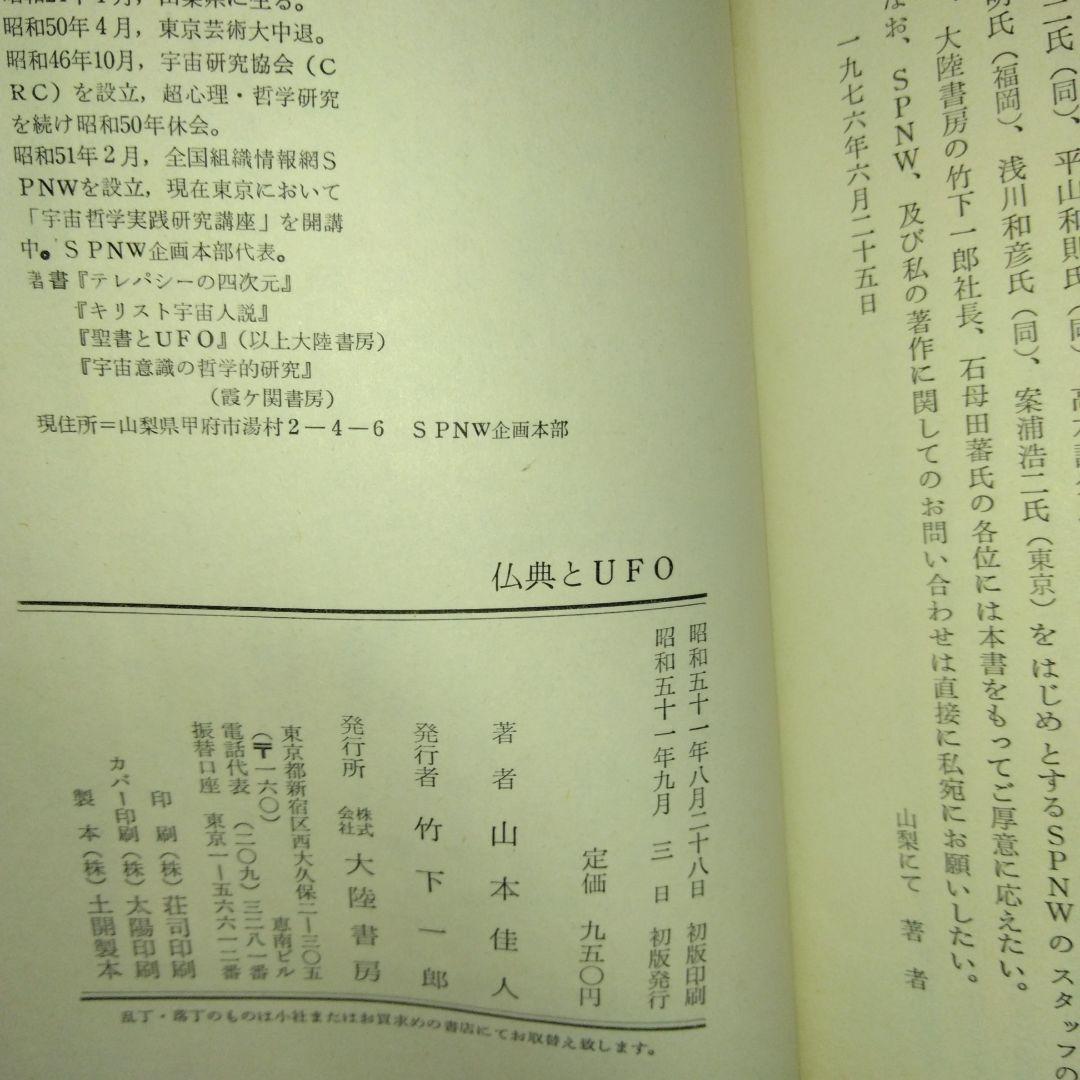 二氏（同）、平山和則氏（同）、
氏（福岡）、浅川和彦氏（同）、案浦浩二氏（東京）をはじめとするSPNWのスタッフの
大陸書房の竹下一郎社長、石母田蕃氏の各位には本書をもってご厚意に応えたい。
なお、SPNW、及び私の著作に関してのお問い合わせは直接に私宛にお願いしたい。
一九七六年六月二十五日
山梨にて 著者
山梨県に生る。
昭和50年4月，東京芸術大中退。
昭和46年10月，宇宙研究協会（C
RC）を設立，超心理・哲学研究
を続け昭和50年休会。
昭和51年2月，全国組織情報網S
PNWを設立，現在東京において
「宇宙哲学実践研究講座」を開講
中。SPNW企画本部代表。
著書『テレパシーの四次元』
『キリスト宇宙人説』
『聖書とUFO』（以上大陸書房）
『宇宙意識の哲学的研究』
（霞ケ関書房）
現住所＝山梨県甲府市湯村2－4－6 SPNW企画本部
仏典とUFO
昭和五十一年八月二十八日 初版印刷
昭和五十一年九月 三 日 初版発行
定価 九五〇円
著者 山本佳人
発行者 竹下一郎
発行所 株式会社 大陸書房
東京都新宿区西大久保二ー三〇五
恵南ビル
（〒一六〇）
電話代表（二〇九）三二八一番
振替口座 東京一ー五六六一二番
印刷（株）荘司印刷
カバー印刷（株）太陽印刷
製本（株）土開製本
乱丁・落丁のものは小社またはお買求めの書店にてお取替え致します。